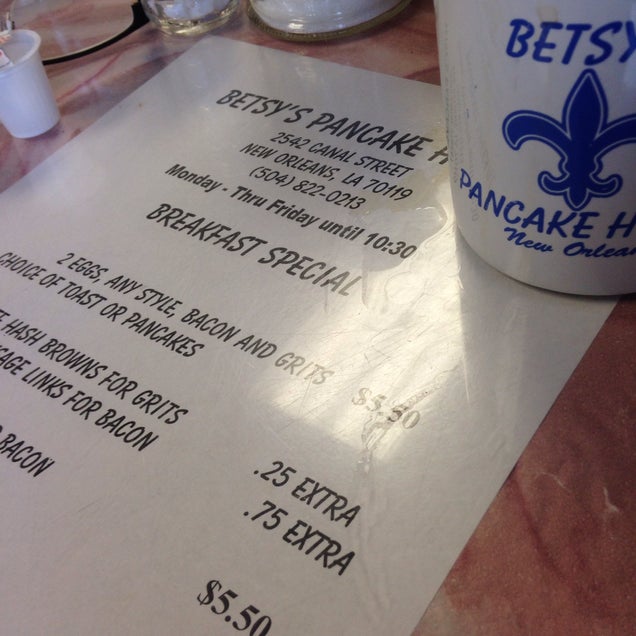 BETSY'S PANCAKE H
2542 CANAL STREET
NEW ORLEANS, LA 70119
(504) 822-0213
Monday - Thru Friday until 10:30
BREAKFAST SPECIAL
2 EGGS, ANY STYLE, BACON AND GRITS
CHOICE OF TOAST OR PANCAKES
$5.50
E HASH BROWNS FOR GRITS
.25 EXTRA
AGE LINKS FOR BACON
.75 EXTRA
BACON
$5.50
BETSY
PANCAKE H
New Orlea